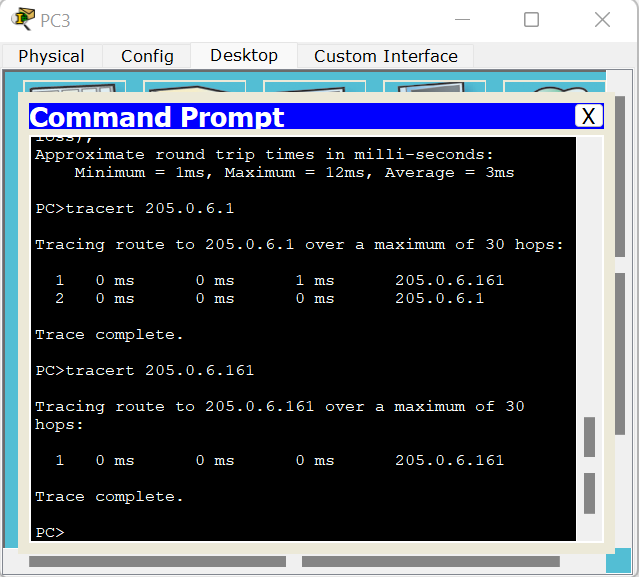 PC3
Physical Config Desktop Custom Interface
Command Prompt X
loss),
Approximate round trip times in milli-seconds:
Minimum = 1ms, Maximum = 12ms, Average = 3ms
PC>tracert 205.0.6.1
Tracing route to 205.0.6.1 over a maximum of 30 hops:
1 0 ms 0 ms 1 ms 205.0.6.161
2 0 ms 0 ms 0 ms 205.0.6.1
Trace complete.
PC>tracert 205.0.6.161
Tracing route to 205.0.6.161 over a maximum of 30
hops:
1 0 ms 0 ms 0 ms 205.0.6.161
Trace complete.
PC>